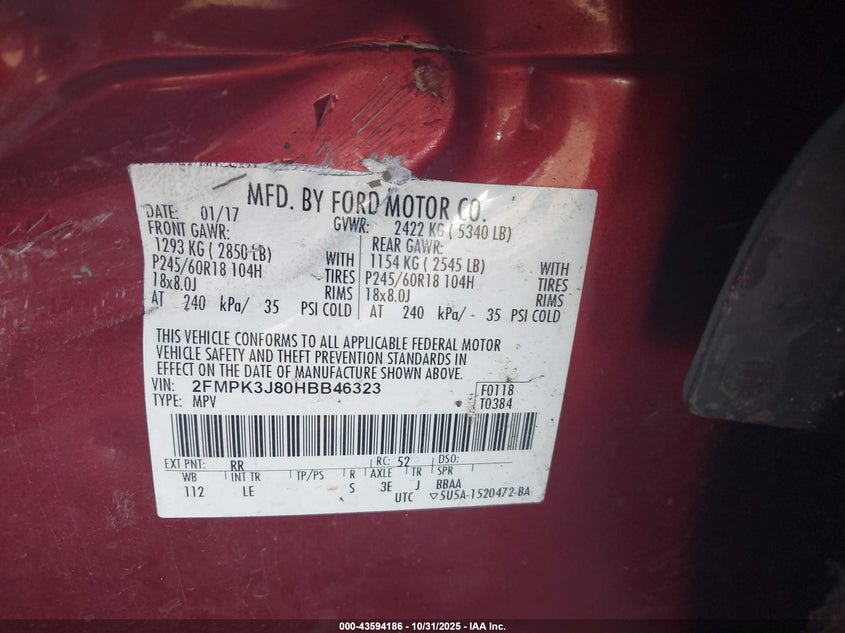 MFD. BY FORD MOTOR CO.
DATE: 01/17
GVWR: 2422 KG ( 5340 LB)
FRONT GAWR:
1293 KG ( 2850 LB) WITH
P245/60R18 104H TIRES
18x8.0J RIMS
AT 240 kPa/ 35 PSI COLD
REAR GAWR:
1154 KG ( 2545 LB) WITH
P245/60R18 104H TIRES
18x8.0J RIMS
AT 240 kPa/ - 35 PSI COLD
THIS VEHICLE CONFORMS TO ALL APPLICABLE FEDERAL MOTOR
VEHICLE SAFETY AND THEFT PREVENTION STANDARDS IN
EFFECT ON THE DATE OF MANUFACTURE SHOWN ABOVE.
VIN: 2FMPK3J80HBB46323
TYPE: MPV
F0118
T0384
EXT PNT: RR RC: 52 DSO:
WB INT TR TP/PS R AXLE TR SPR
112 LE S 3E J BBAA
UTC ▽5U5A-1520472-BA
000-43594186 - 10/31/2025 - IAA Inc.